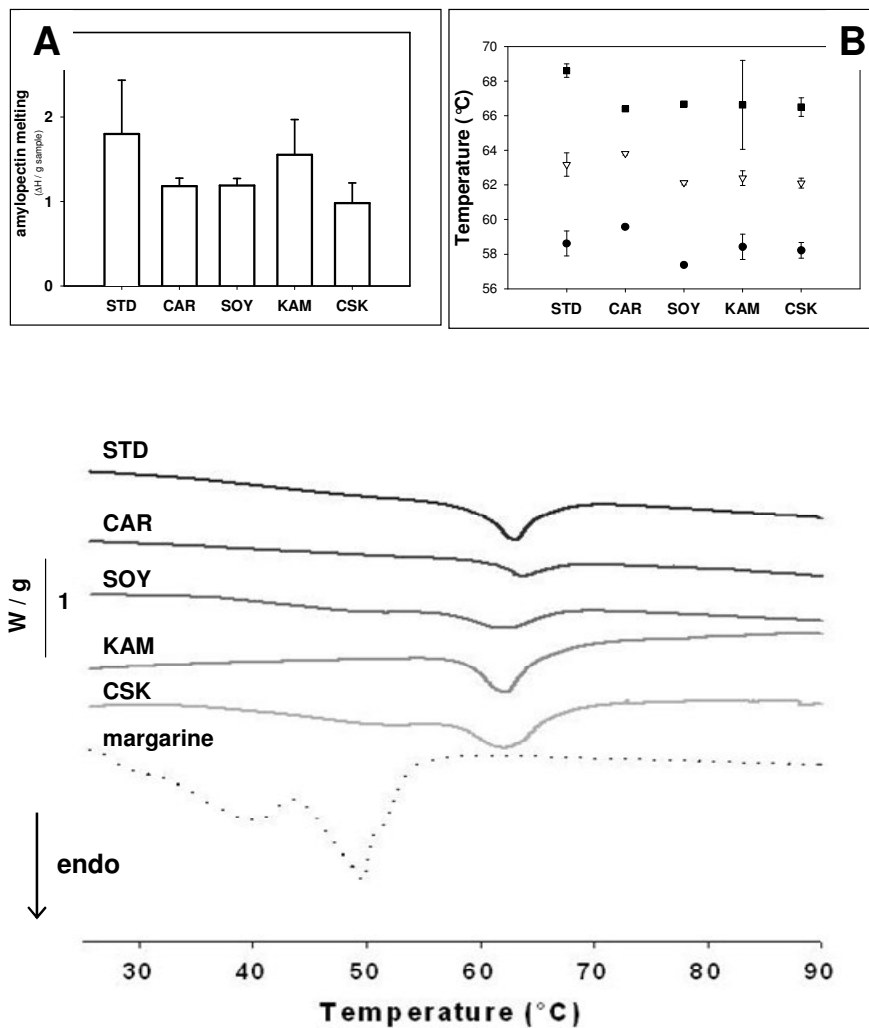 A
amylopectin melting
(ΔH / g sample)
2
1
0
STD CAR SOY KAM CSK
B
Temperature (°C)
70
68
66
64
62
60
58
56
STD CAR SOY KAM CSK
STD
CAR
SOY
KAM
CSK
margarine
W / g
1
endo
30 40 50 60 70 80 90
Temperature (°C)